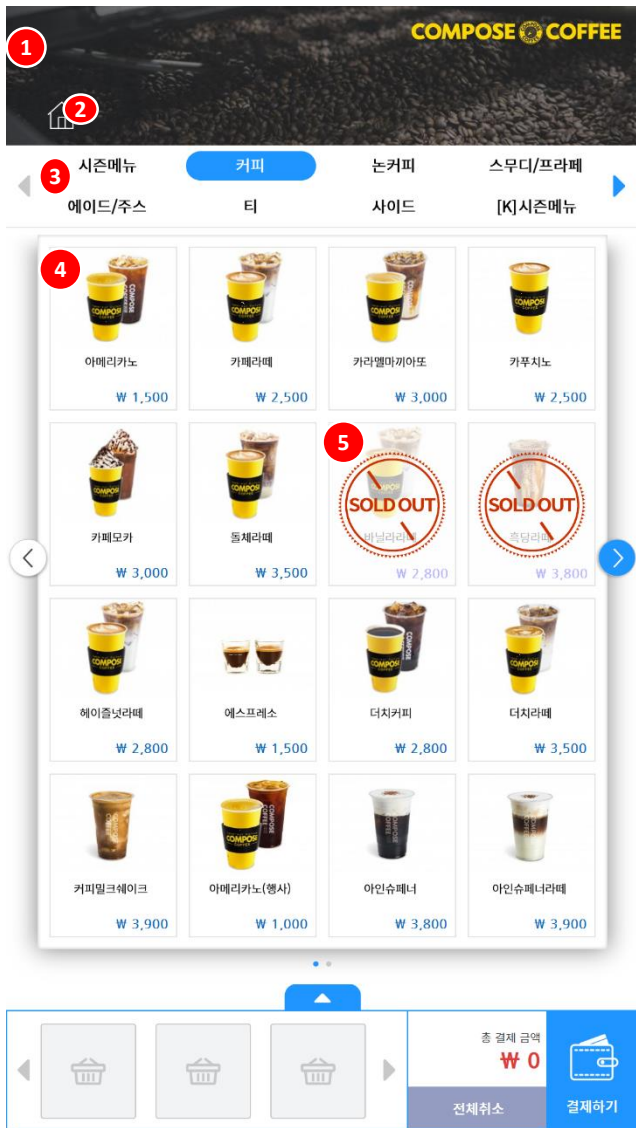 COMPOSE COFFEE
1
2
3
시즌메뉴 커피 논커피 스무디/프라페
에이드/주스 티 사이드 [K]시즌메뉴
4
아메리카노 카페라떼 카라멜마끼아또 카푸치노
₩ 1,500 ₩ 2,500 ₩ 3,000 ₩ 2,500
5
SOLD OUT SOLD OUT
카페모카 돌체라떼 바닐라라떼 흑당라떼
₩ 3,000 ₩ 3,500 ₩ 2,800 ₩ 3,800
헤이즐넛라떼 에스프레소 더치커피 더치라떼
₩ 2,800 ₩ 1,500 ₩ 2,800 ₩ 3,500
커피밀크쉐이크 아메리카노(행사) 아인슈페너 아인슈페너라떼
₩ 3,900 ₩ 1,000 ₩ 3,800 ₩ 3,900
총 결제 금액
₩ 0
전체취소 결제하기